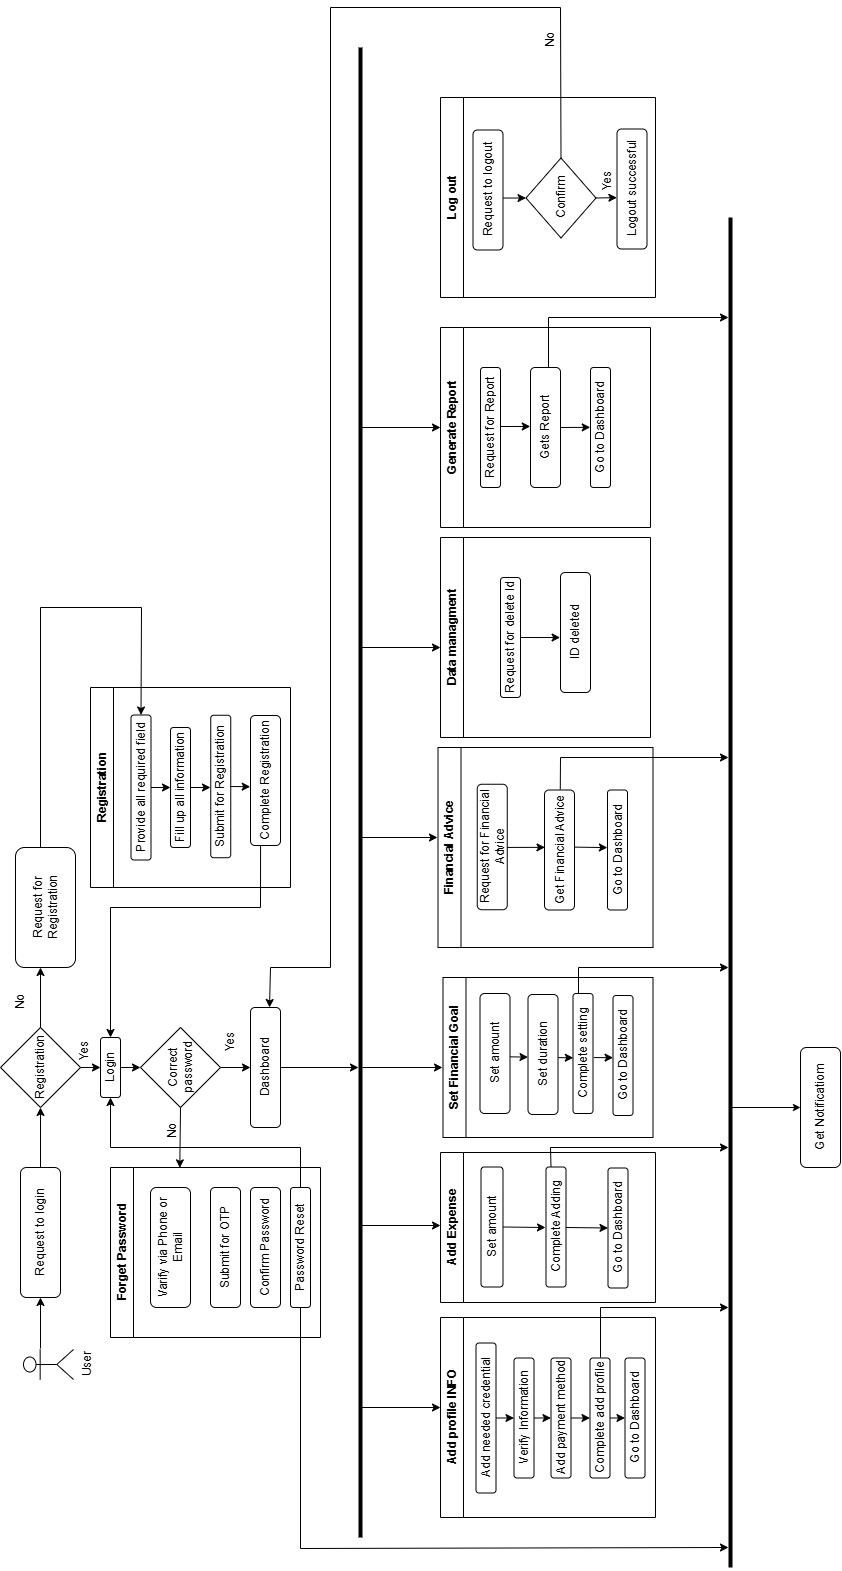 User
Request to login
Registration
No
Yes
Request for
Registration
Registration
Provide all required field
Fill up all information
Submit for Registration
Complete Registration
Login
Correct
password
No
Yes
Forget Password
Varify via Phone or
Email
Submit for OTP
Confirm Password
Password Reset
Dashboard
Add profile INFO
Add needed credential
Verify Information
Add payment method
Complete add profile
Go to Dashboard
Add Expense
Set amount
Complete Adding
Go to Dashboard
Set Financial Goal
Set amount
Set duration
Complete setting
Go to Dashboard
Financial Advice
Request for Financial
Advice
Get Financial Advice
Go to Dashboard
Data managment
Request for delete Id
ID deleted
Generate Report
Request for Report
Gets Report
Go to Dashboard
Log out
Request to logout
Confirm
No
Yes
Logout successful
Get Notificatiom